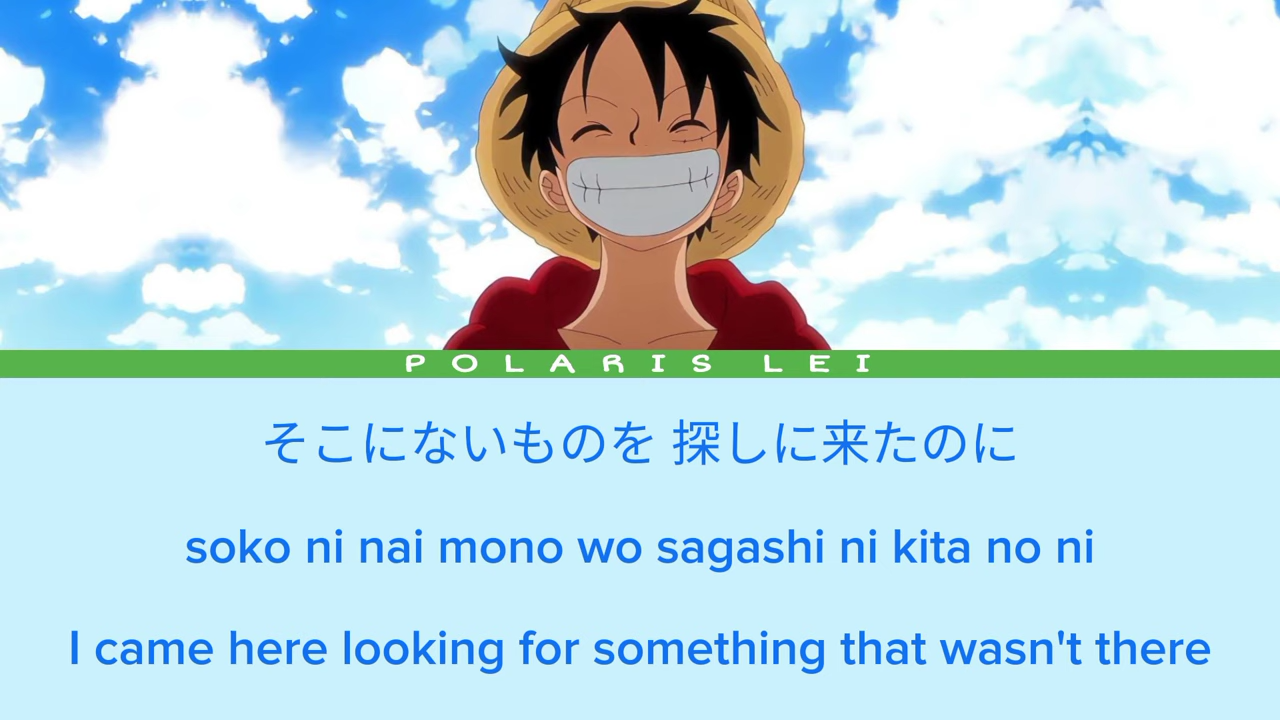 POLARIS LEI
そこにないものを 探しに来たのに
soko ni nai mono wo sagashi ni kita no ni
I came here looking for something that wasn't there